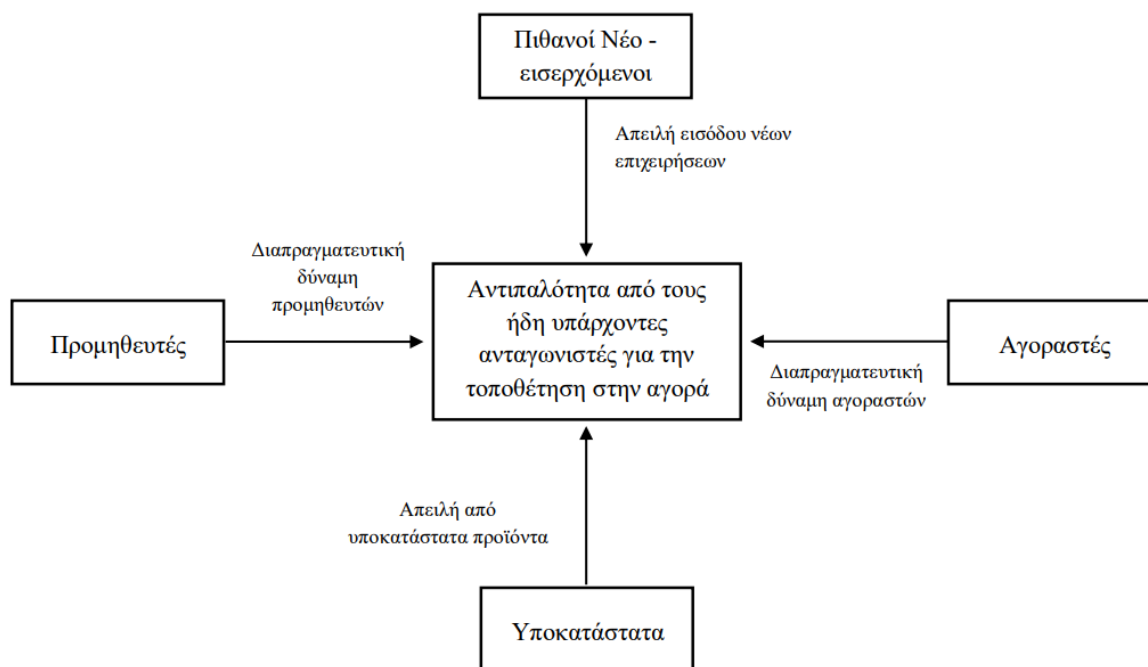 Πιθανοί Νέο -
εισερχόμενοι
Απειλή εισόδου νέων
επιχειρήσεων
Διαπραγματευτική
δύναμη
προμηθευτών
Προμηθευτές
Αντιπαλότητα από τους
ήδη υπάρχοντες
ανταγωνιστές για την
τοποθέτηση στην αγορά
Αγοραστές
Διαπραγματευτική
δύναμη αγοραστών
Απειλή από
υποκατάστατα προϊόντα
Υποκατάστατα